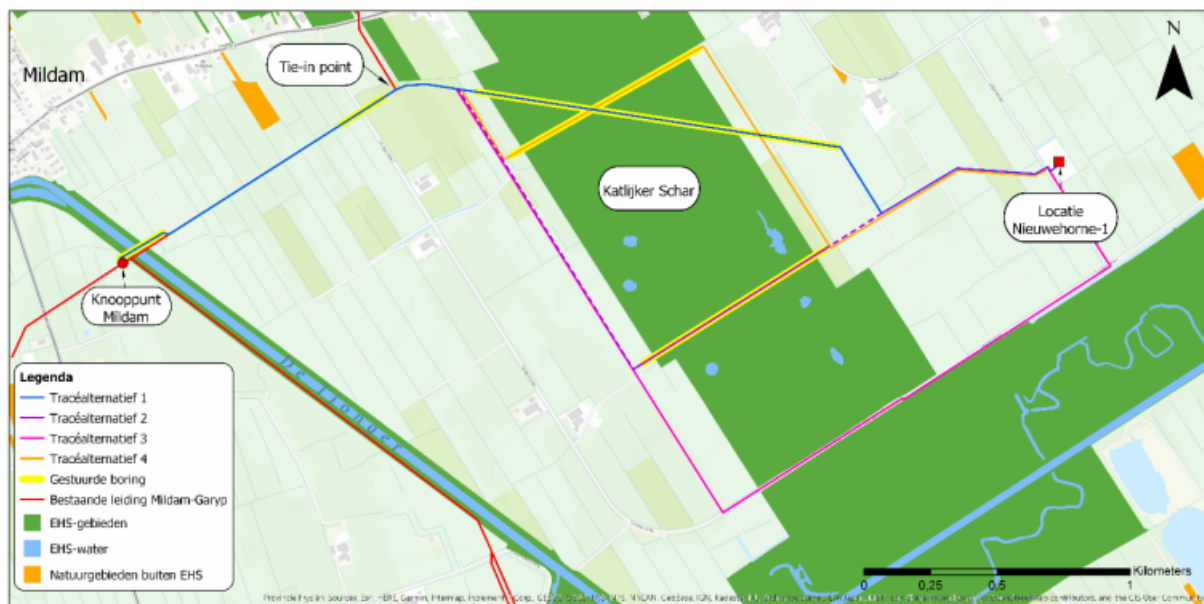 N
Mildam
Tie-in point
Katlijker Schar
Locatie
Nieuwehorne-1
Knooppunt
Mildam
De Tjonger
Legenda
Tracéalternatief 1
Tracéalternatief 2
Tracéalternatief 3
Tracéalternatief 4
Gestuurde boring
Bestaande leiding Mildam-Garyp
EHS-gebieden
EHS-water
Natuurgebieden buiten EHS
Kilometers
0 0,25 0,5 1